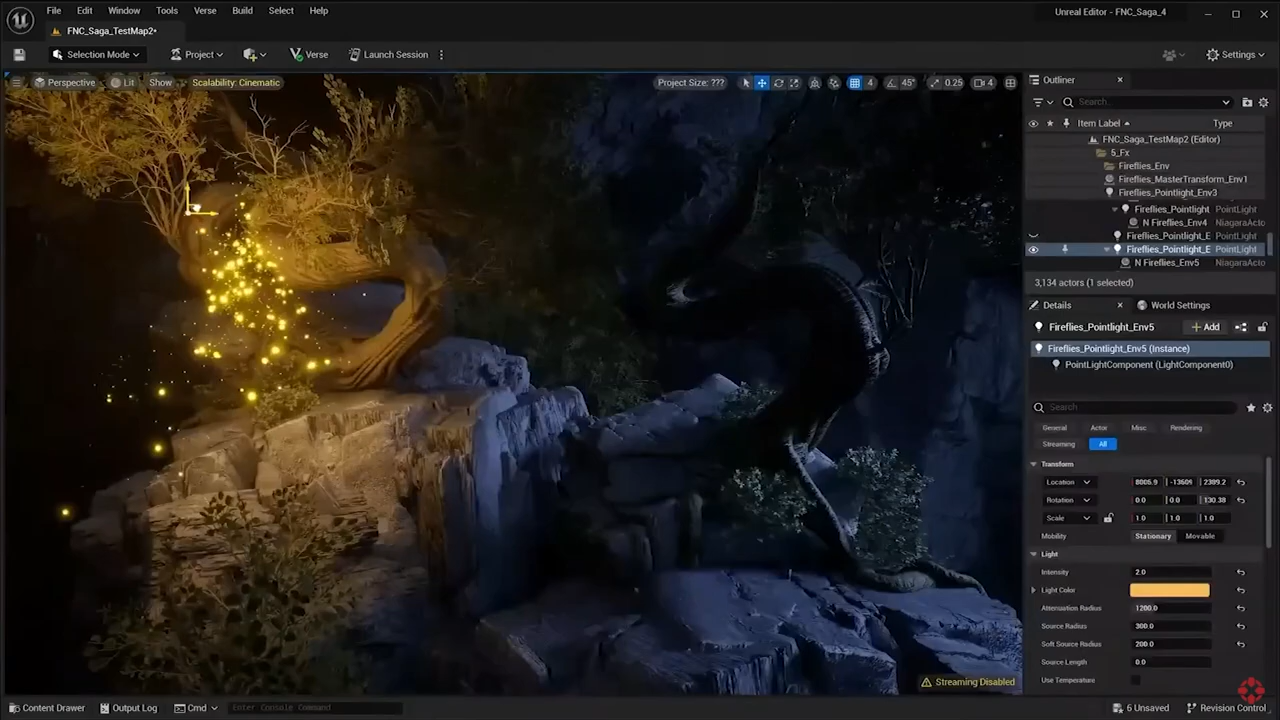 File Edit Window Tools Verse Build Select Help
Unreal Editor - FNC_Saga_4
FNC_Saga_TestMap2•
Selection Mode Project Verse Launch Session Settings
Perspective Lit Show Scalability: Cinematic Project Size: ??? 4 45° 0.25 4
Outliner
Search...
Item Label Type
FNC_Saga_TestMap2 (Editor)
5_Fx
Fireflies_Env
Fireflies_MasterTransform_Env1
Fireflies_Pointlight_Env3
Fireflies_Pointlight PointLight
N Fireflies_Env4 NiagaraActo
Fireflies_Pointlight_E PointLight
Fireflies_Pointlight_E PointLight
N Fireflies_Env5 NiagaraActo
3,134 actors (1 selected)
Details World Settings
Fireflies_Pointlight_Env5 Add
Fireflies_Pointlight_Env5 (Instance)
PointLightComponent (LightComponent0)
Search
General Actor Misc Rendering
Streaming All
Transform
Location 8005.9 -13609 2309.2
Rotation 0.0 0.0 130.38
Scale 1.0 1.0 1.0
Mobility Stationary Movable
Light
Intensity 2.0
Light Color
Attenuation Radius 1200.0
Source Radius 300.0
Soft Source Radius 200.0
Source Length 0.0
Use Temperature
Streaming Disabled
Content Drawer Output Log Cmd Enter Console Command 6 Unsaved Revision Control